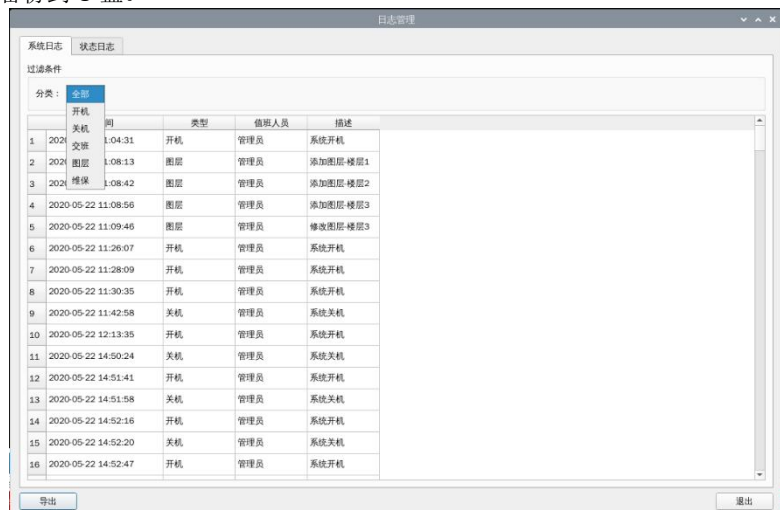 日志管理
系统日志 状态日志
过滤条件
分类： 全部
开机
关机
交班
图层
维保
间 类型 值班人员 描述
1 202 1:04:31 开机 管理员 系统开机
2 202 1:08:13 图层 管理员 添加图层-楼层1
3 202 1:08:42 图层 管理员 添加图层-楼层2
4 2020-05-22 11:08:56 图层 管理员 添加图层-楼层3
5 2020-05-22 11:09:46 图层 管理员 修改图层-楼层3
6 2020-05-22 11:26:07 开机 管理员 系统开机
7 2020-05-22 11:28:09 开机 管理员 系统开机
8 2020-05-22 11:30:35 开机 管理员 系统开机
9 2020-05-22 11:42:58 关机 管理员 系统关机
10 2020-05-22 12:13:35 开机 管理员 系统开机
11 2020-05-22 14:50:24 关机 管理员 系统关机
12 2020-05-22 14:51:41 开机 管理员 系统开机
13 2020-05-22 14:51:58 关机 管理员 系统关机
14 2020-05-22 14:52:16 开机 管理员 系统开机
15 2020-05-22 14:52:20 关机 管理员 系统关机
16 2020-05-22 14:52:47 开机 管理员 系统开机
导出 退出